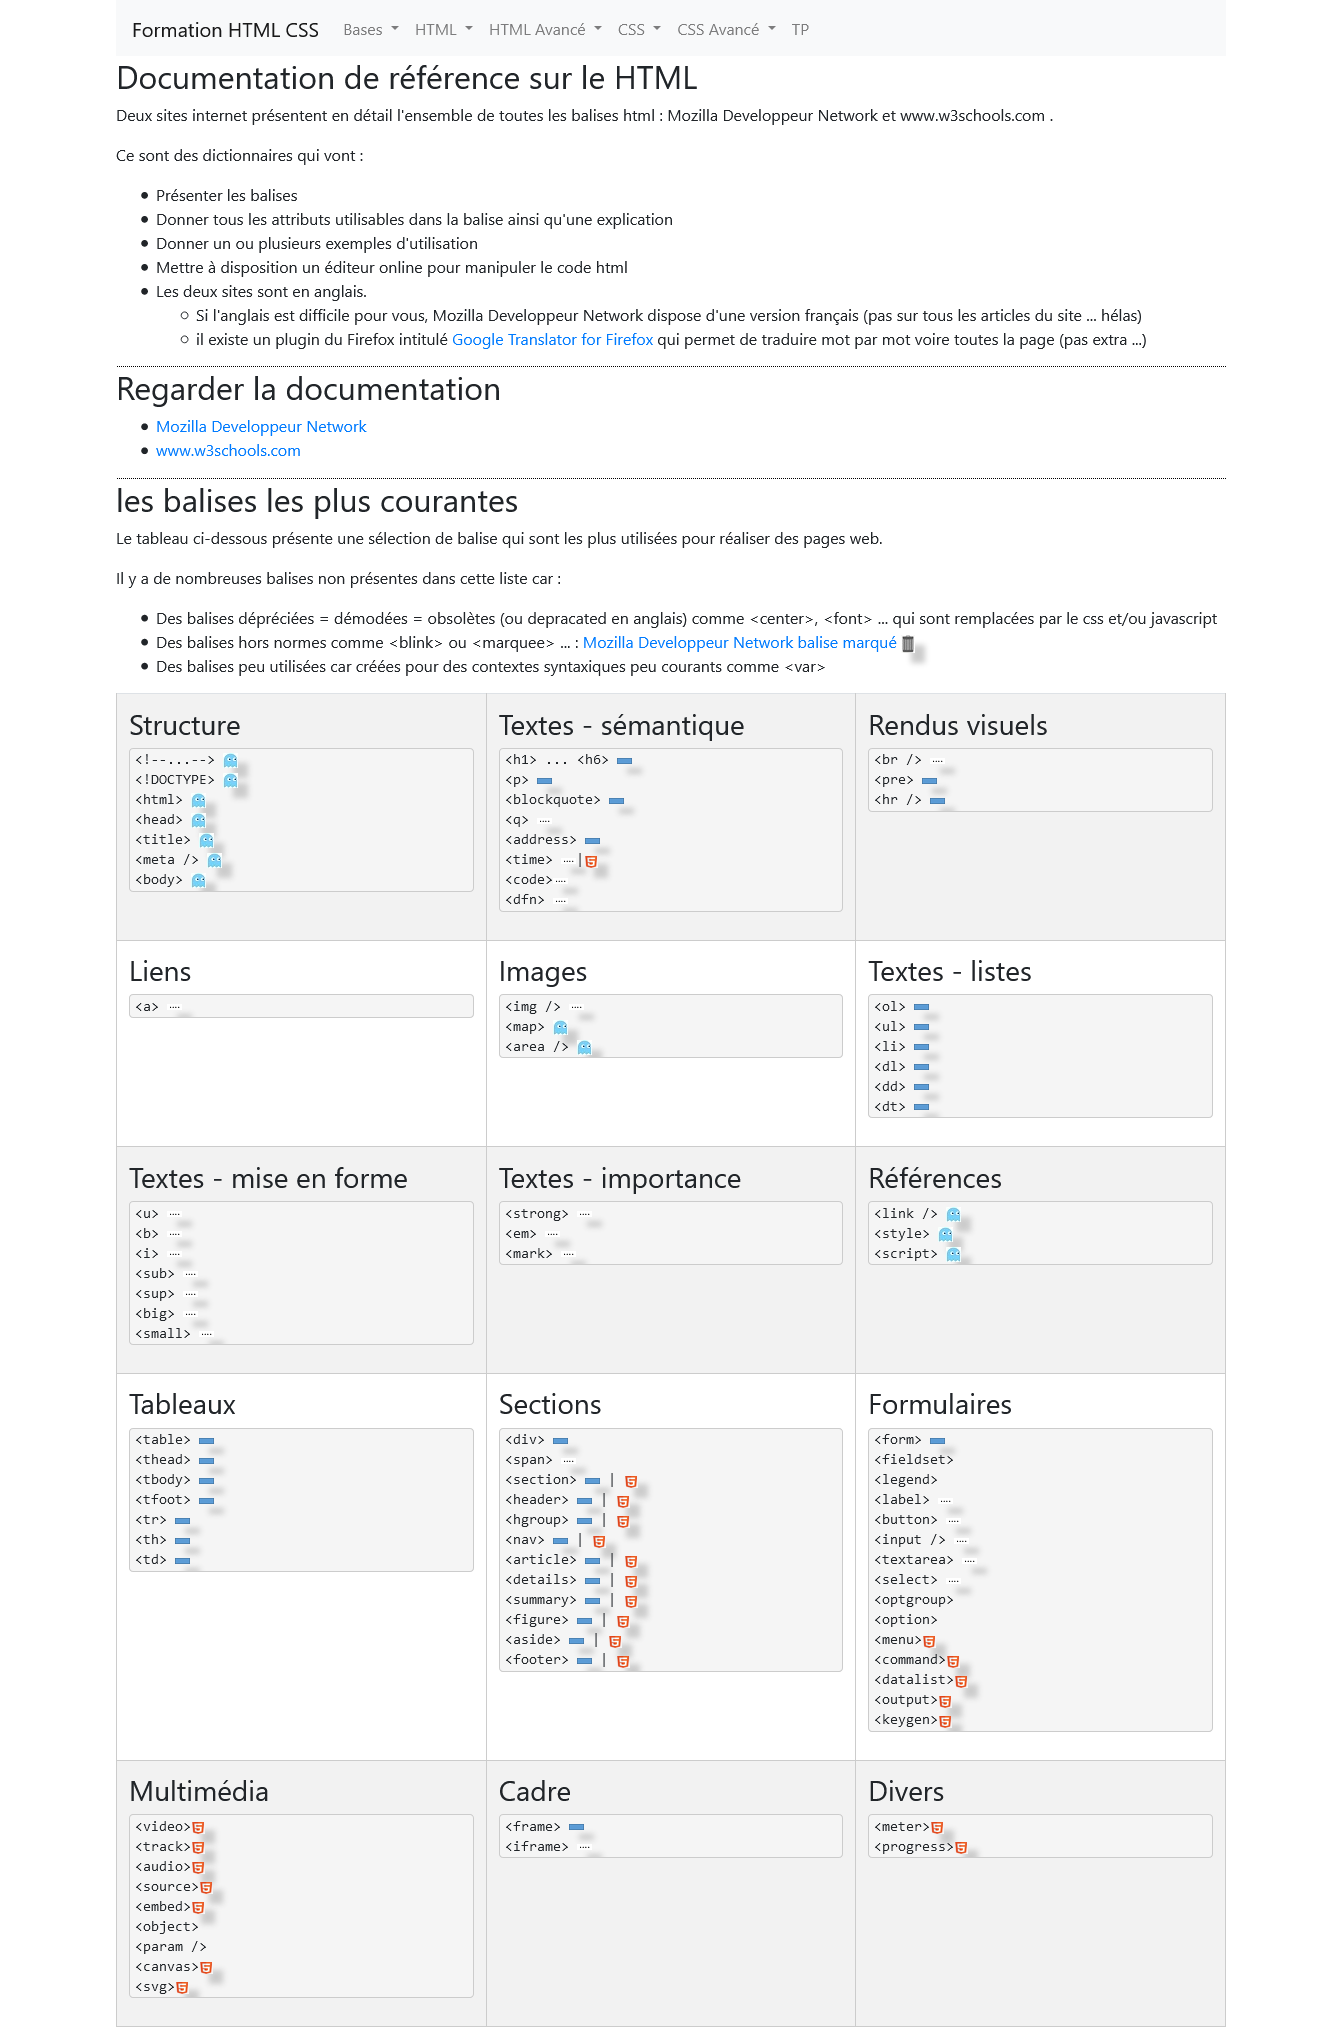 Formation HTML CSS Bases HTML HTML Avancé CSS CSS Avancé TP
Documentation de référence sur le HTML
Deux sites internet présentent en détail l'ensemble de toutes les balises html : Mozilla Developpeur Network et www.w3schools.com .
Ce sont des dictionnaires qui vont :
Présenter les balises
Donner tous les attributs utilisables dans la balise ainsi qu'une explication
Donner un ou plusieurs exemples d'utilisation
Mettre à disposition un éditeur online pour manipuler le code html
Les deux sites sont en anglais.
Si l'anglais est difficile pour vous, Mozilla Developpeur Network dispose d'une version français (pas sur tous les articles du site ... hélas)
il existe un plugin du Firefox intitulé Google Translator for Firefox qui permet de traduire mot par mot voire toutes la page (pas extra ...)
Regarder la documentation
Mozilla Developpeur Network
www.w3schools.com
les balises les plus courantes
Le tableau ci-dessous présente une sélection de balise qui sont les plus utilisées pour réaliser des pages web.
Il y a de nombreuses balises non présentes dans cette liste car :
Des balises dépréciées = démodées = obsolètes (ou depracated en anglais) comme <center>, <font> ... qui sont remplacées par le css et/ou javascript
Des balises hors normes comme <blink> ou <marquee> ... : Mozilla Developpeur Network balise marqué
Des balises peu utilisées car créées pour des contextes syntaxiques peu courants comme <var>
Structure
<!--...-->
<!DOCTYPE>
<html>
<head>
<title>
<meta />
<body>
Textes - sémantique
<h1> ... <h6>
<p>
<blockquote>
<q>
<address>
<time> |
<code>
<dfn>
Rendus visuels
<br />
<pre>
<hr />
Liens
<a>
Images
<img />
<map>
<area />
Textes - listes
<ol>
<ul>
<li>
<dl>
<dd>
<dt>
Textes - mise en forme
<u>
<b>
<i>
<sub>
<sup>
<big>
<small>
Textes - importance
<strong>
<em>
<mark>
Références
<link />
<style>
<script>
Tableaux
<table>
<thead>
<tbody>
<tfoot>
<tr>
<th>
<td>
Sections
<div>
<span>
<section> |
<header> |
<hgroup> |
<nav> |
<article> |
<details> |
<summary> |
<figure> |
<aside> |
<footer> |
Formulaires
<form>
<fieldset>
<legend>
<label>
<button>
<input />
<textarea>
<select>
<optgroup>
<option>
<menu>
<command>
<datalist>
<output>
<keygen>
Multimédia
<video>
<track>
<audio>
<source>
<embed>
<object>
<param />
<canvas>
<svg>
Cadre
<frame>
<iframe>
Divers
<meter>
<progress>